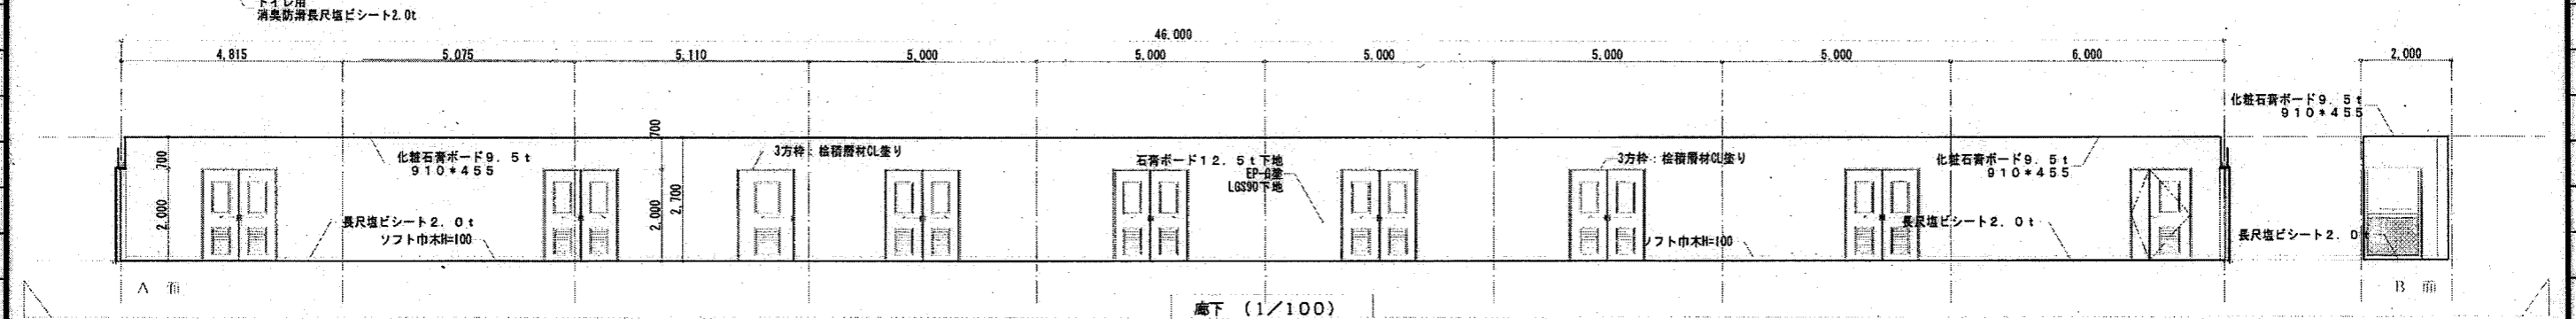 トイレ用
消臭防滑長尺塩ビシート2.0t
46.000
4,815
5,075
5,110
5,000
5,000
5,000
5,000
5,000
6,000
2,000
化粧石膏ボード9.5t
910*455
700
700
化粧石膏ボード9.5t
910*455
3方枠:桧積層材CL塗り
石膏ボード12.5t下地
EP-G塗
LGS90下地
3方枠:桧積層材CL塗り
化粧石膏ボード9.5t
910*455
2,000
2,000
2,700
長尺塩ビシート2.0t
ソフト巾木H=100
ソフト巾木H=100
長尺塩ビシート2.0t
長尺塩ビシート2.0
A 面
B 面
廊下 (1/100)